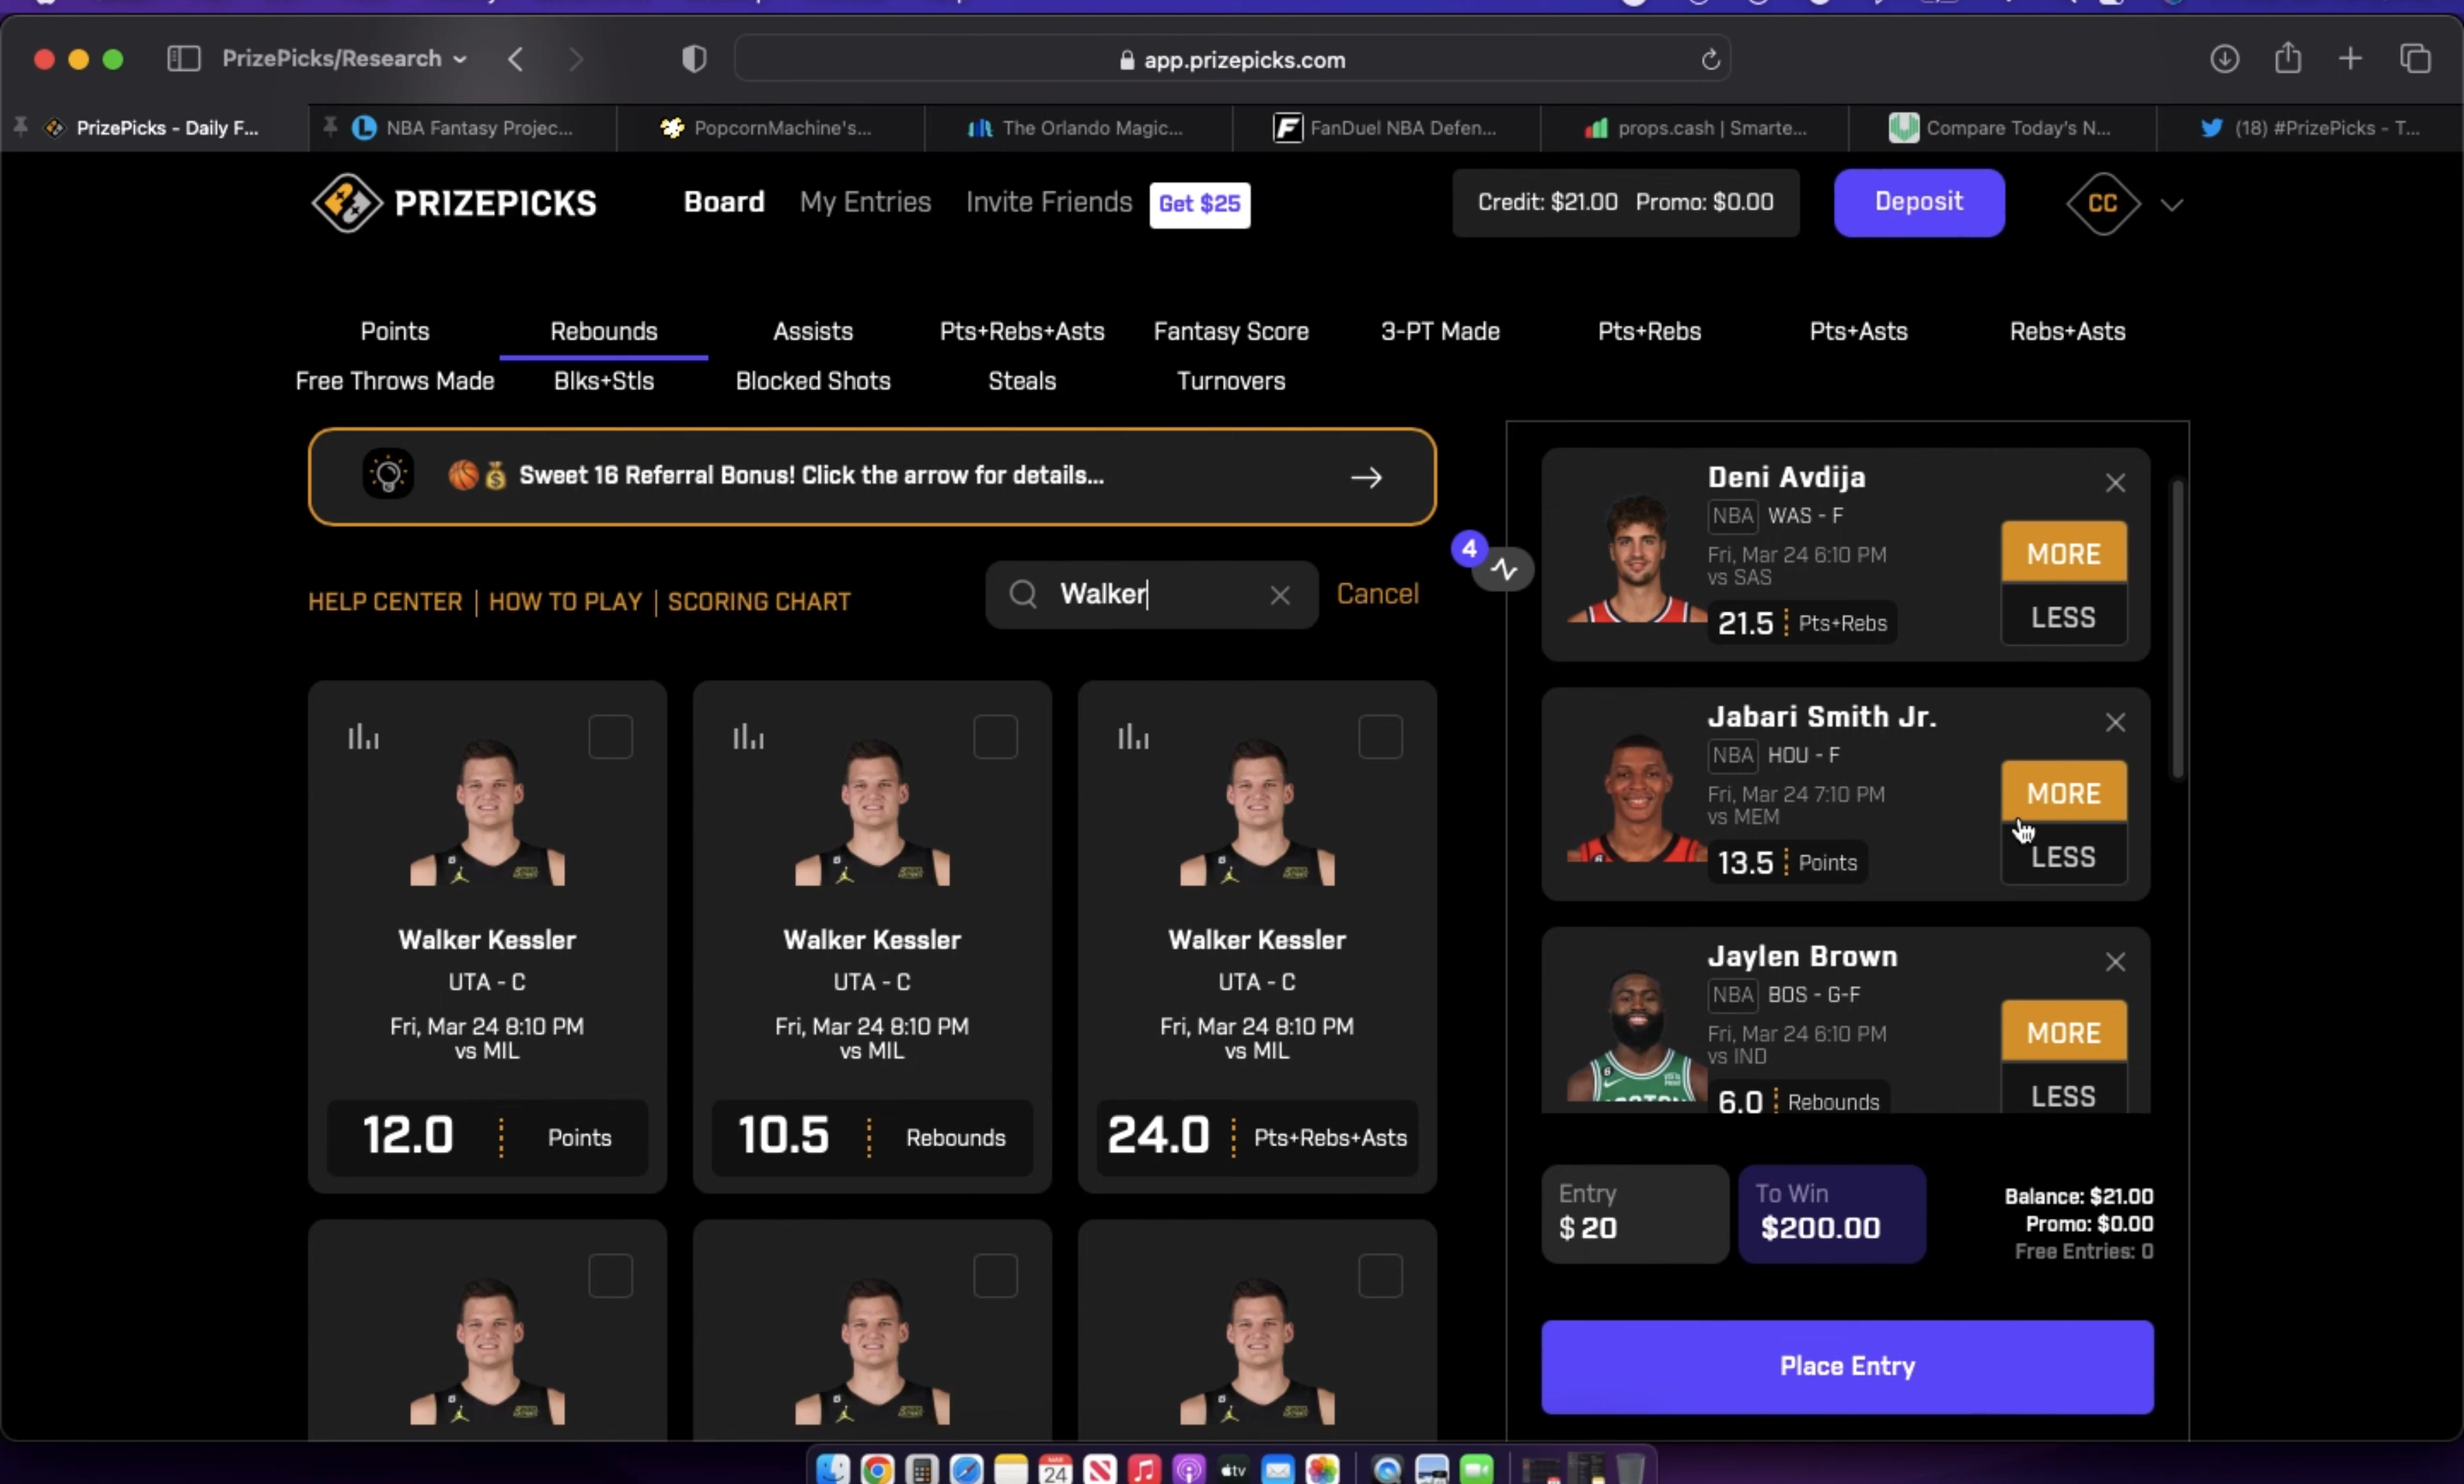 PrizePicks/Research
app.prizepicks.com
PrizePicks - Daily F...
NBA Fantasy Projec...
PopcornMachine's...
The Orlando Magic...
FanDuel NBA Defen...
props.cash | Smarte...
Compare Today's N...
(18) #PrizePicks - T...
PRIZEPICKS
Board
My Entries
Invite Friends
Get $25
Credit: $21.00 Promo: $0.00
Deposit
CC
Points
Rebounds
Assists
Pts+Rebs+Asts
Fantasy Score
3-PT Made
Pts+Rebs
Pts+Asts
Rebs+Asts
Free Throws Made
Blks+Stls
Blocked Shots
Steals
Turnovers
Sweet 16 Referral Bonus! Click the arrow for details...
HELP CENTER | HOW TO PLAY | SCORING CHART
Walker
Cancel
Walker Kessler
UTA - C
Fri, Mar 24 8:10 PM
vs MIL
12.0 Points
Walker Kessler
UTA - C
Fri, Mar 24 8:10 PM
vs MIL
10.5 Rebounds
Walker Kessler
UTA - C
Fri, Mar 24 8:10 PM
vs MIL
24.0 Pts+Rebs+Asts
4
Deni Avdija
NBA WAS - F
Fri, Mar 24 6:10 PM
vs SAS
21.5 Pts+Rebs
MORE
LESS
Jabari Smith Jr.
NBA HOU - F
Fri, Mar 24 7:10 PM
vs MEM
13.5 Points
MORE
LESS
Jaylen Brown
NBA BOS - G-F
Fri, Mar 24 6:10 PM
vs IND
6.0 Rebounds
MORE
LESS
Entry
$ 20
To Win
$200.00
Balance: $21.00
Promo: $0.00
Free Entries: 0
Place Entry
MAR
24
tv